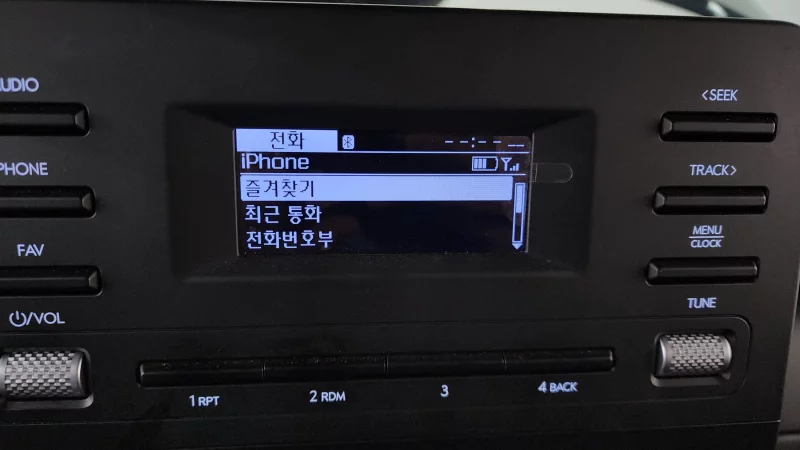 AUDIO
PHONE
FAV
⏻/VOL
전화 --:-- --
iPhone
즐겨찾기
최근 통화
전화번호부
<SEEK
TRACK>
MENU
CLOCK
TUNE
1 RPT
2 RDM
3
4 BACK